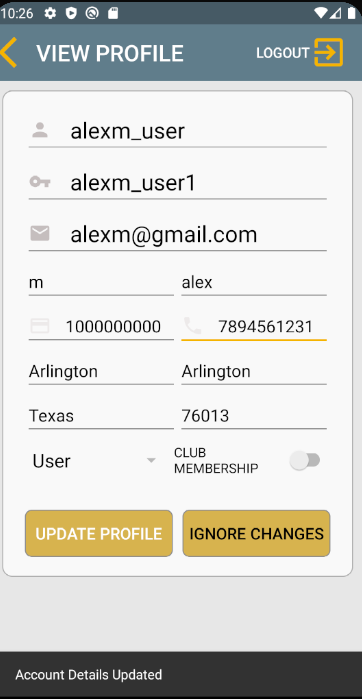 10:26
VIEW PROFILE LOGOUT
alexm_user
alexm_user1
alexm@gmail.com
m alex
1000000000 7894561231
Arlington Arlington
Texas 76013
User CLUB
MEMBERSHIP
UPDATE PROFILE IGNORE CHANGES
Account Details Updated